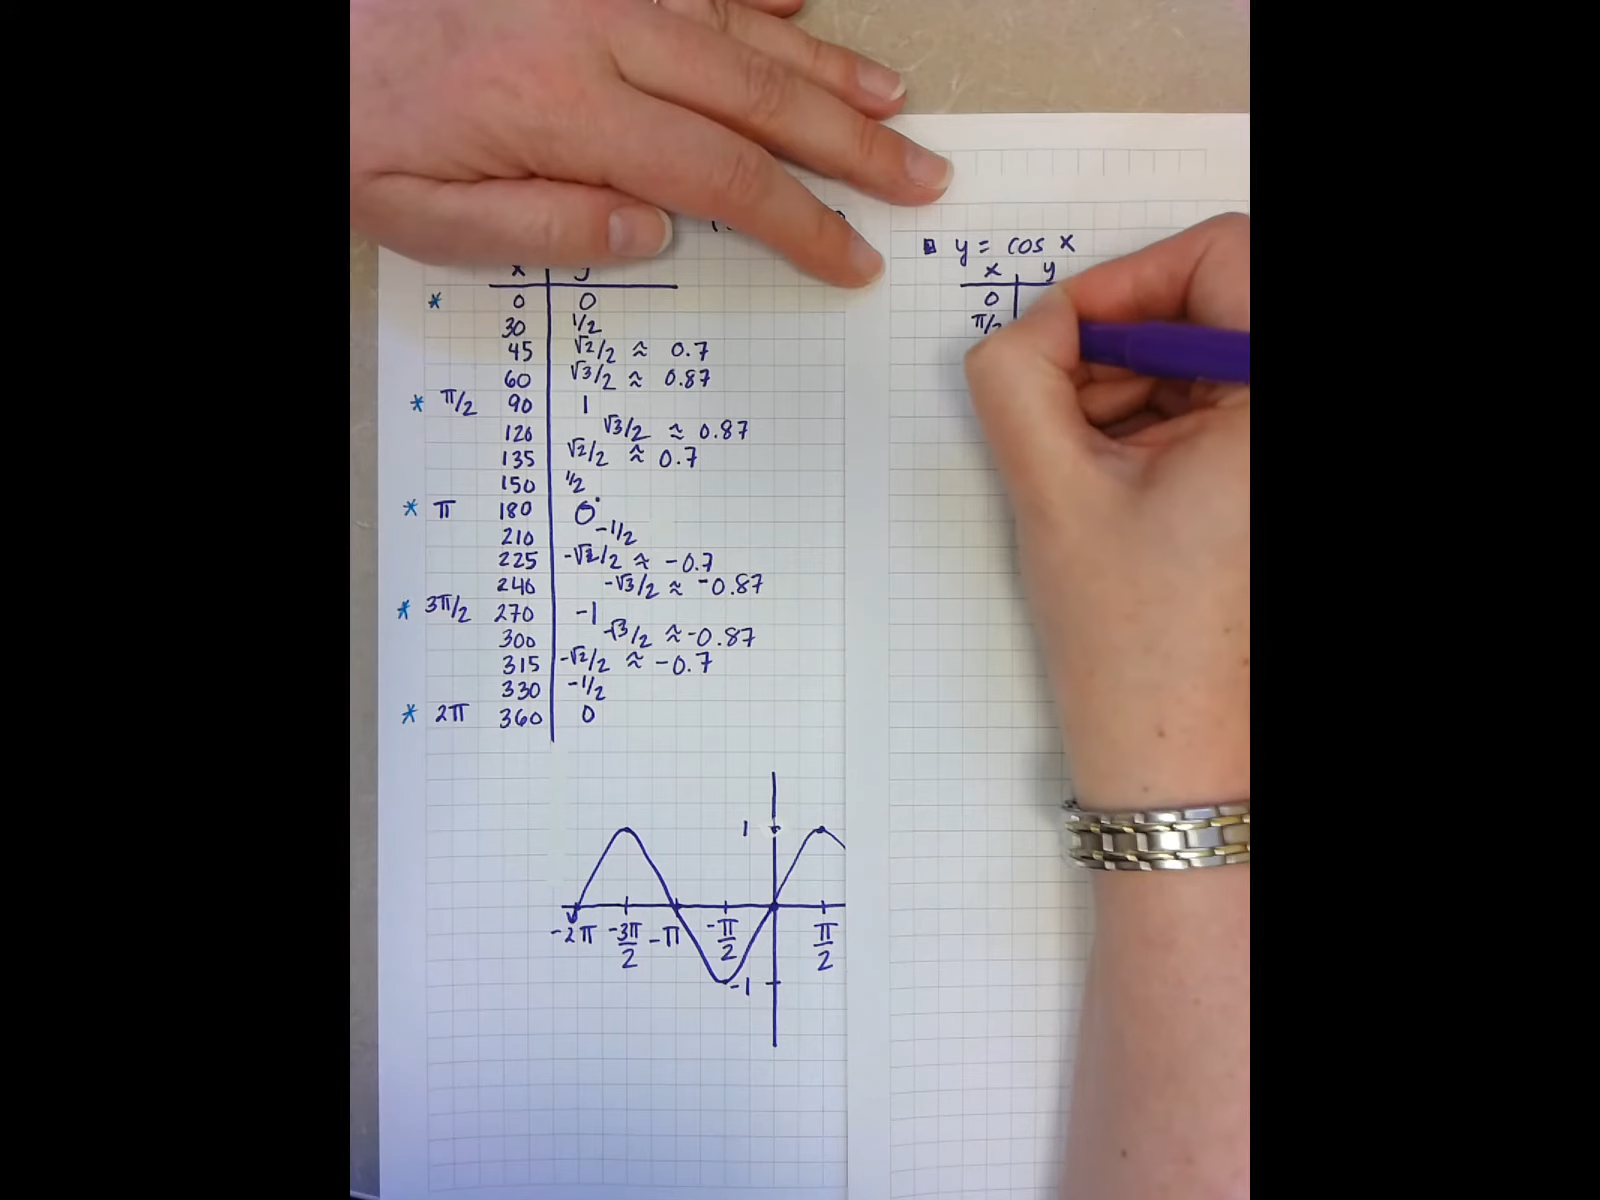 x y
* 0 0
30 1/2
45 √2/2 ≈ 0.7
60 √3/2 ≈ 0.87
* π/2 90 1
120 √3/2 ≈ 0.87
135 √2/2 ≈ 0.7
150 1/2
* π 180 0
210 -1/2
225 -√2/2 ≈ -0.7
240 -√3/2 ≈ -0.87
* 3π/2 270 -1
300 -√3/2 ≈ -0.87
315 -√2/2 ≈ -0.7
330 -1/2
* 2π 360 0
1
-2π -3π/2 -π -π/2 π/2
-1
y = cos x
x y
0
π/2